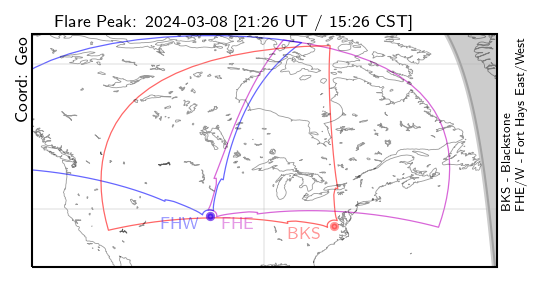 Flare Peak: 2024-03-08 [21:26 UT / 15:26 CST]
Coord: Geo
FHW
FHE
BKS
BKS - Blackstone
FHE/W - Fort Hays East/West